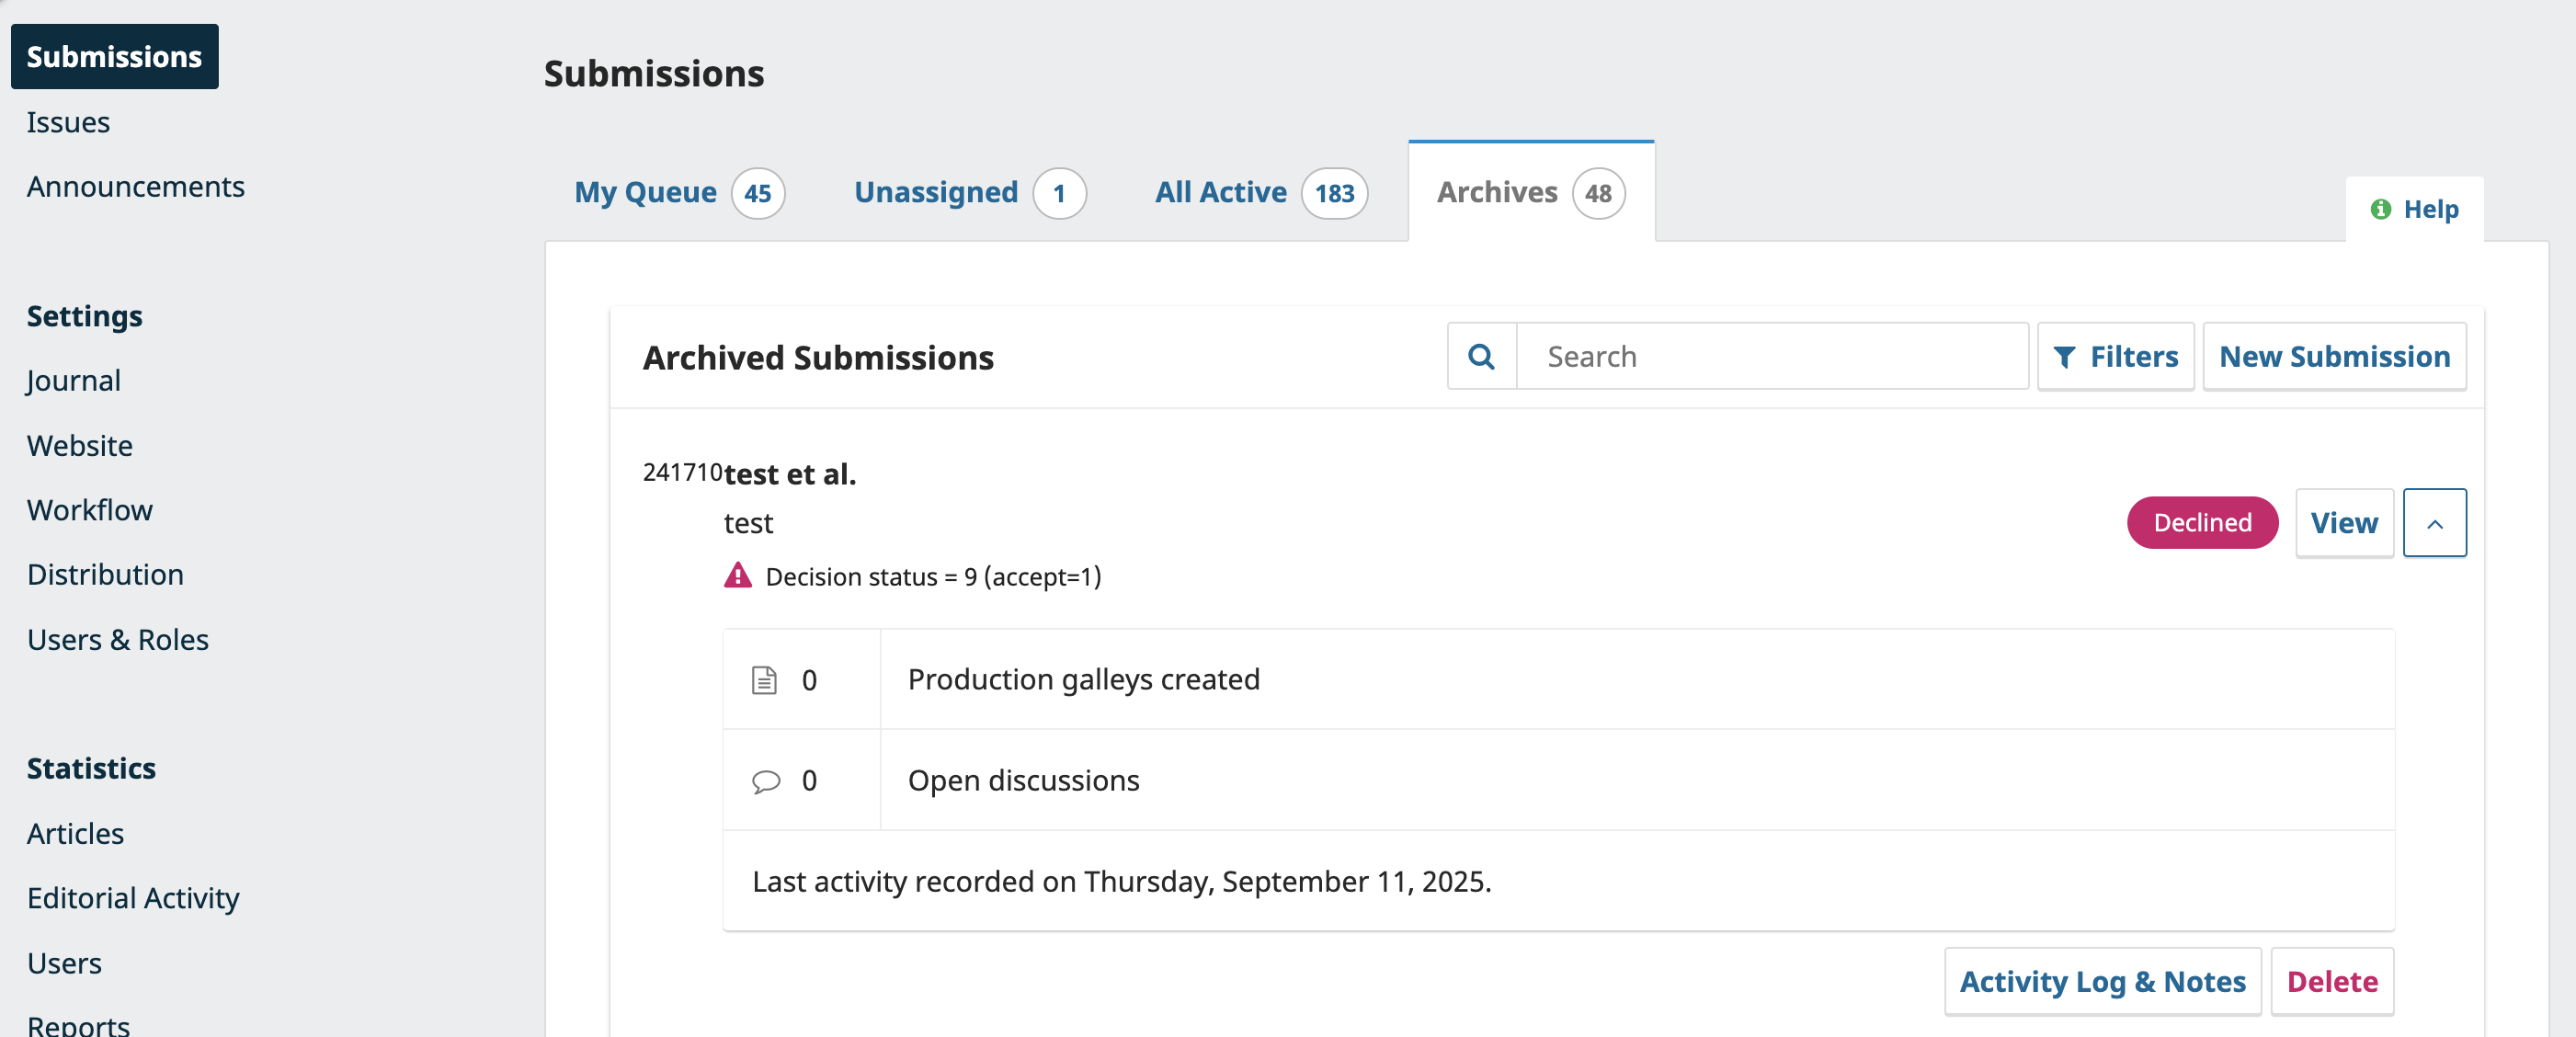 Submissions
Issues
Announcements
Settings
Journal
Website
Workflow
Distribution
Users & Roles
Statistics
Articles
Editorial Activity
Users
Reports
Submissions
My Queue 45 Unassigned 1 All Active 183 Archives 48
Help
Archived Submissions Search Filters New Submission
241710 test et al.
test
Declined View
Decision status = 9 (accept=1)
0 Production galleys created
0 Open discussions
Last activity recorded on Thursday, September 11, 2025.
Activity Log & Notes Delete